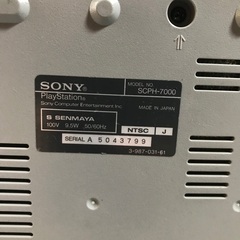 SONY
MODEL NO.
SCPH-7000
PlayStation
Sony Computer Entertainment Inc.
MADE IN JAPAN
S SENMAYA
100V 9.5W 50/60Hz
NTSC J
SERIAL A 5043799
3-987-031-61